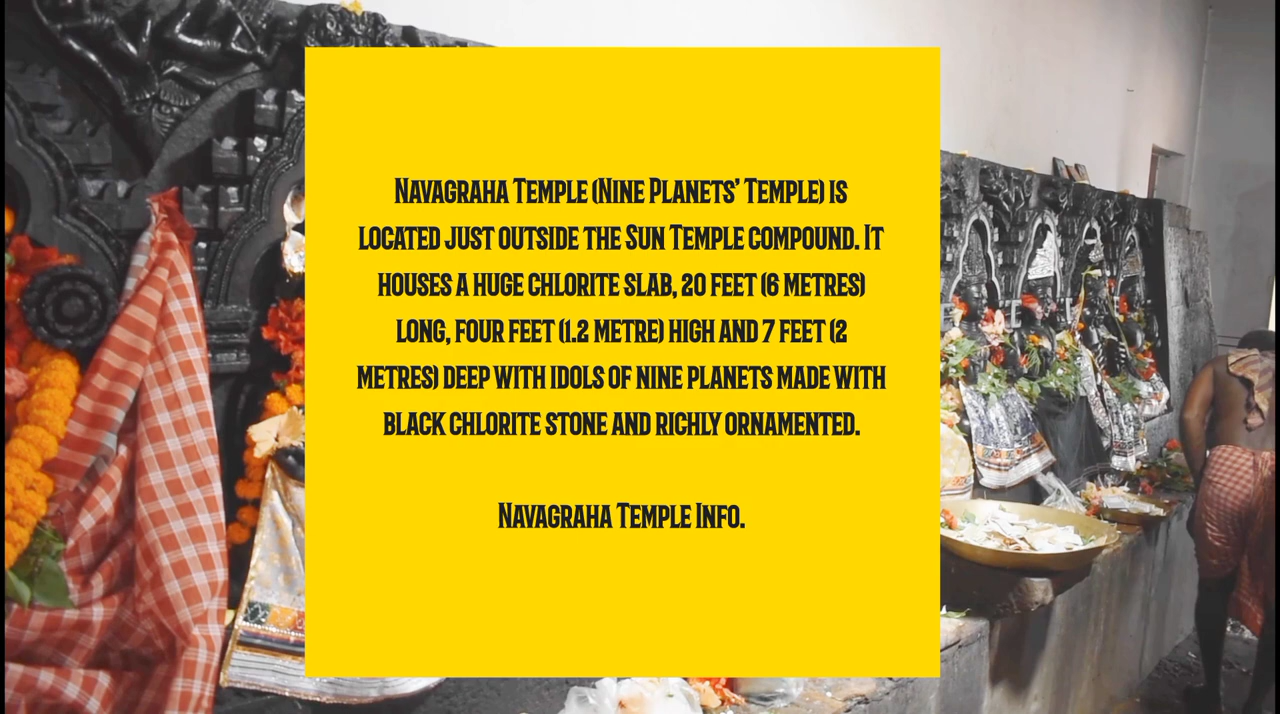 Navagraha Temple (Nine Planets' Temple) is
located just outside the Sun Temple compound. It
houses a huge chlorite slab, 20 feet (6 metres)
long, four feet (1.2 metre) high and 7 feet (2
metres) deep with idols of nine planets made with
black chlorite stone and richly ornamented.
Navagraha Temple Info.